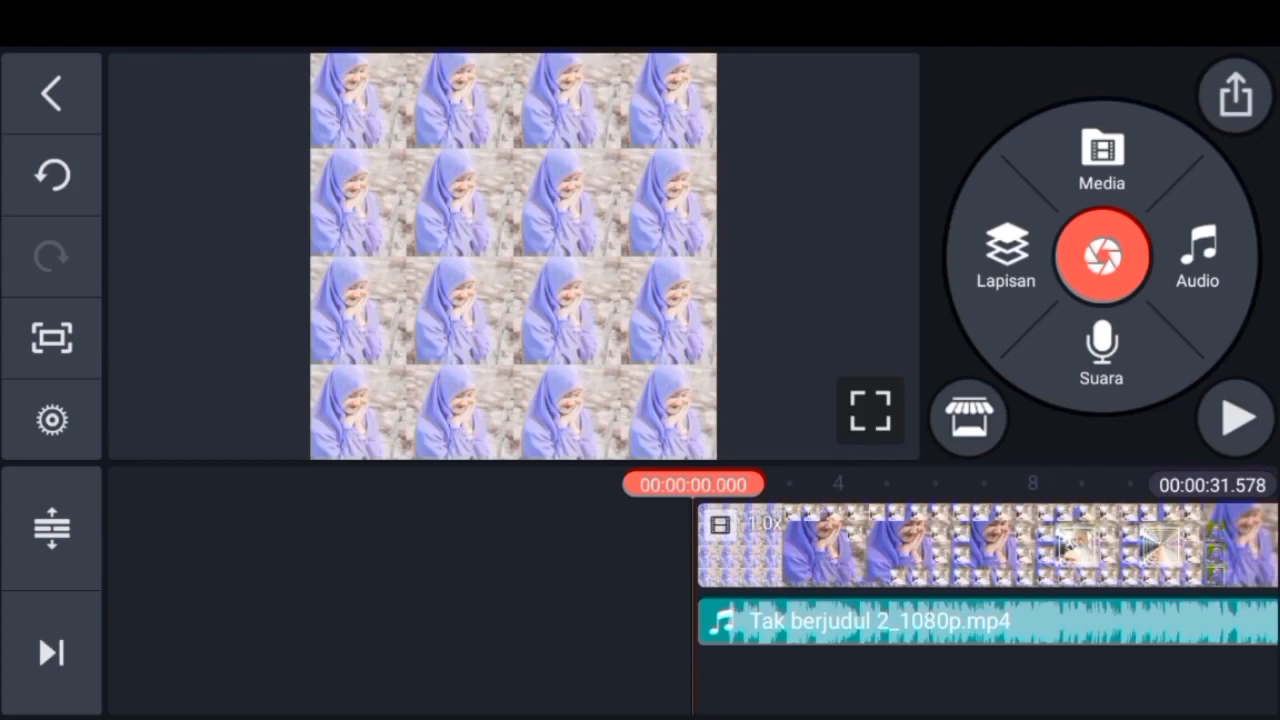 Media
Lapisan
Audio
Suara
00:00:00.000
4
8
00:00:31.578
1.0x
Tak berjudul 2_1080p.mp4